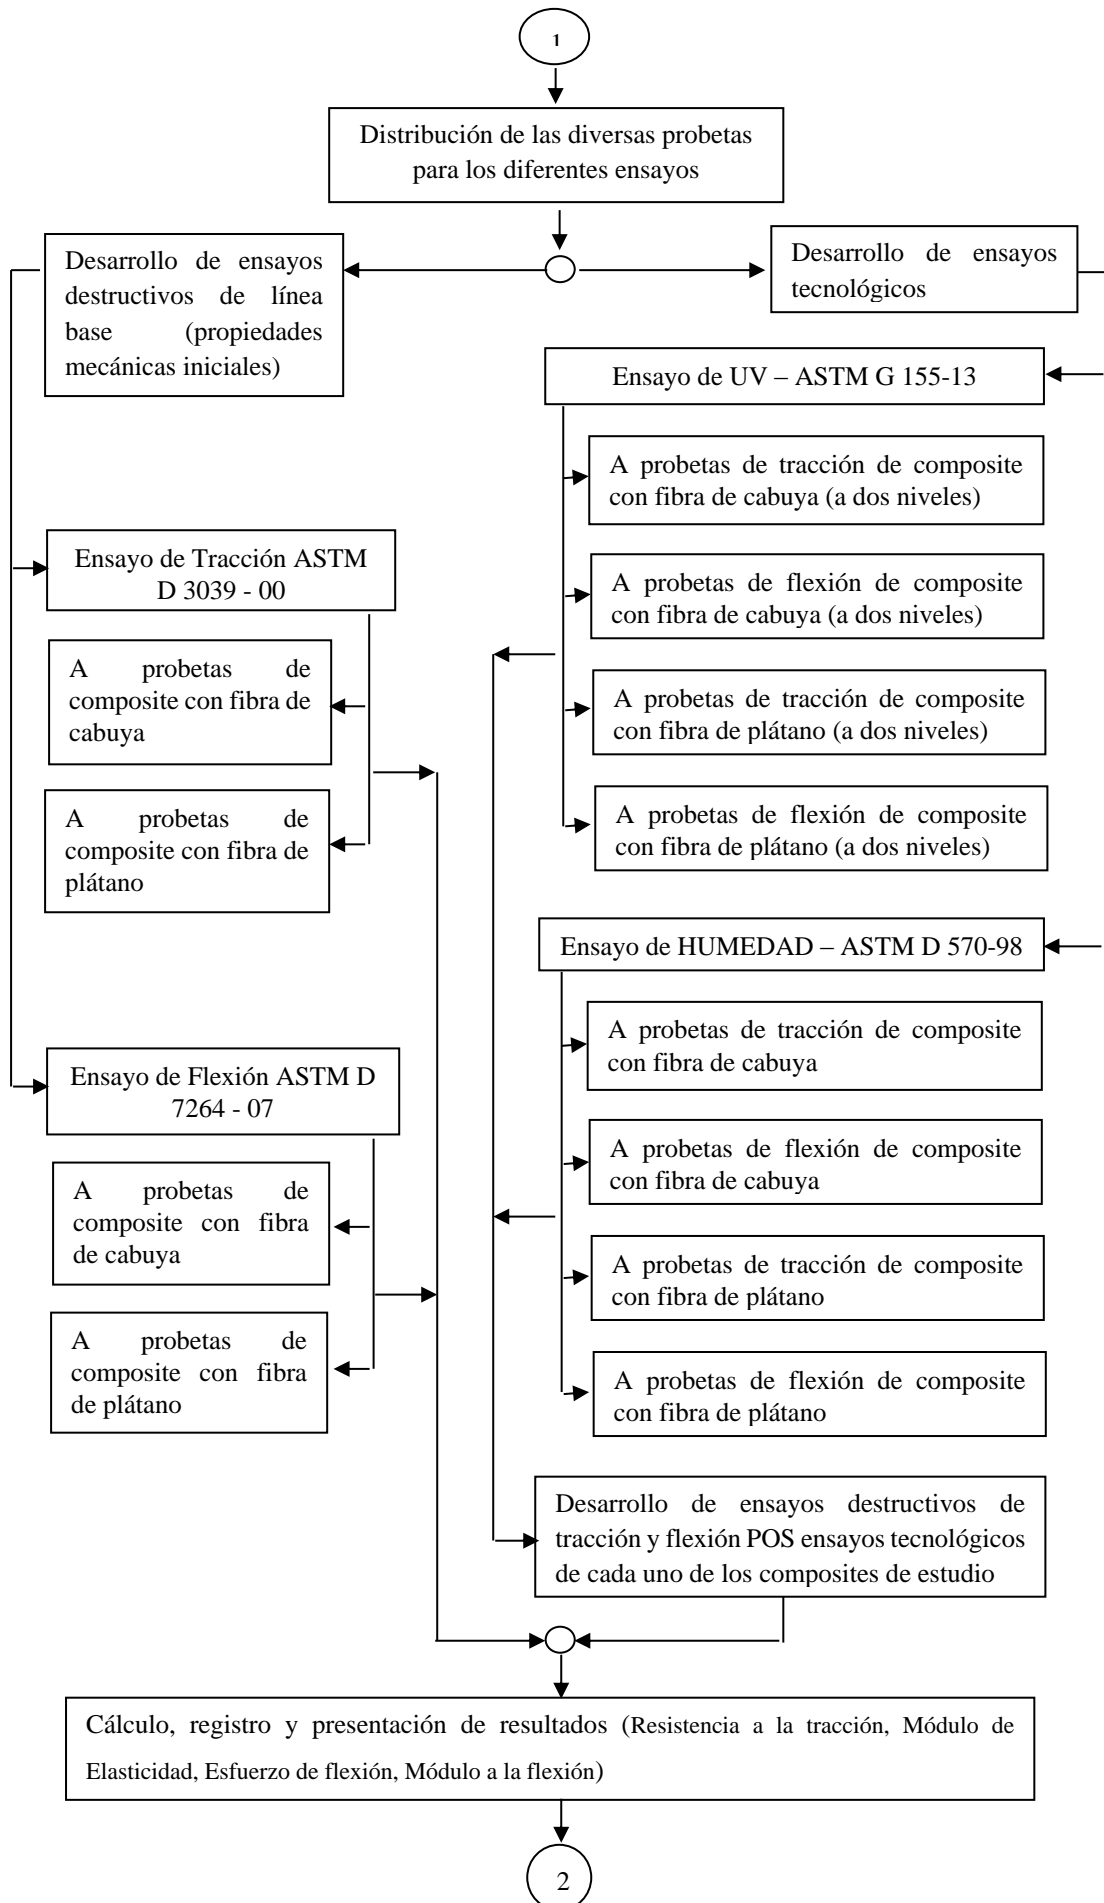 1
Distribución de las diversas probetas
para los diferentes ensayos
Desarrollo de ensayos
destructivos de línea
base (propiedades
mecánicas iniciales)
Desarrollo de ensayos
tecnológicos
Ensayo de UV – ASTM G 155-13
A probetas de tracción de composite
con fibra de cabuya (a dos niveles)
A probetas de flexión de composite
con fibra de cabuya (a dos niveles)
A probetas de tracción de composite
con fibra de plátano (a dos niveles)
A probetas de flexión de composite
con fibra de plátano (a dos niveles)
Ensayo de Tracción ASTM
D 3039 - 00
A probetas de
composite con fibra de
cabuya
A probetas de
composite con fibra de
plátano
Ensayo de HUMEDAD – ASTM D 570-98
A probetas de tracción de composite
con fibra de cabuya
A probetas de flexión de composite
con fibra de cabuya
A probetas de tracción de composite
con fibra de plátano
A probetas de flexión de composite
con fibra de plátano
Ensayo de Flexión ASTM D
7264 - 07
A probetas de
composite con fibra
de cabuya
A probetas de
composite con fibra
de plátano
Desarrollo de ensayos destructivos de
tracción y flexión POS ensayos tecnológicos
de cada uno de los composites de estudio
Cálculo, registro y presentación de resultados (Resistencia a la tracción, Módulo de
Elasticidad, Esfuerzo de flexión, Módulo a la flexión)
2